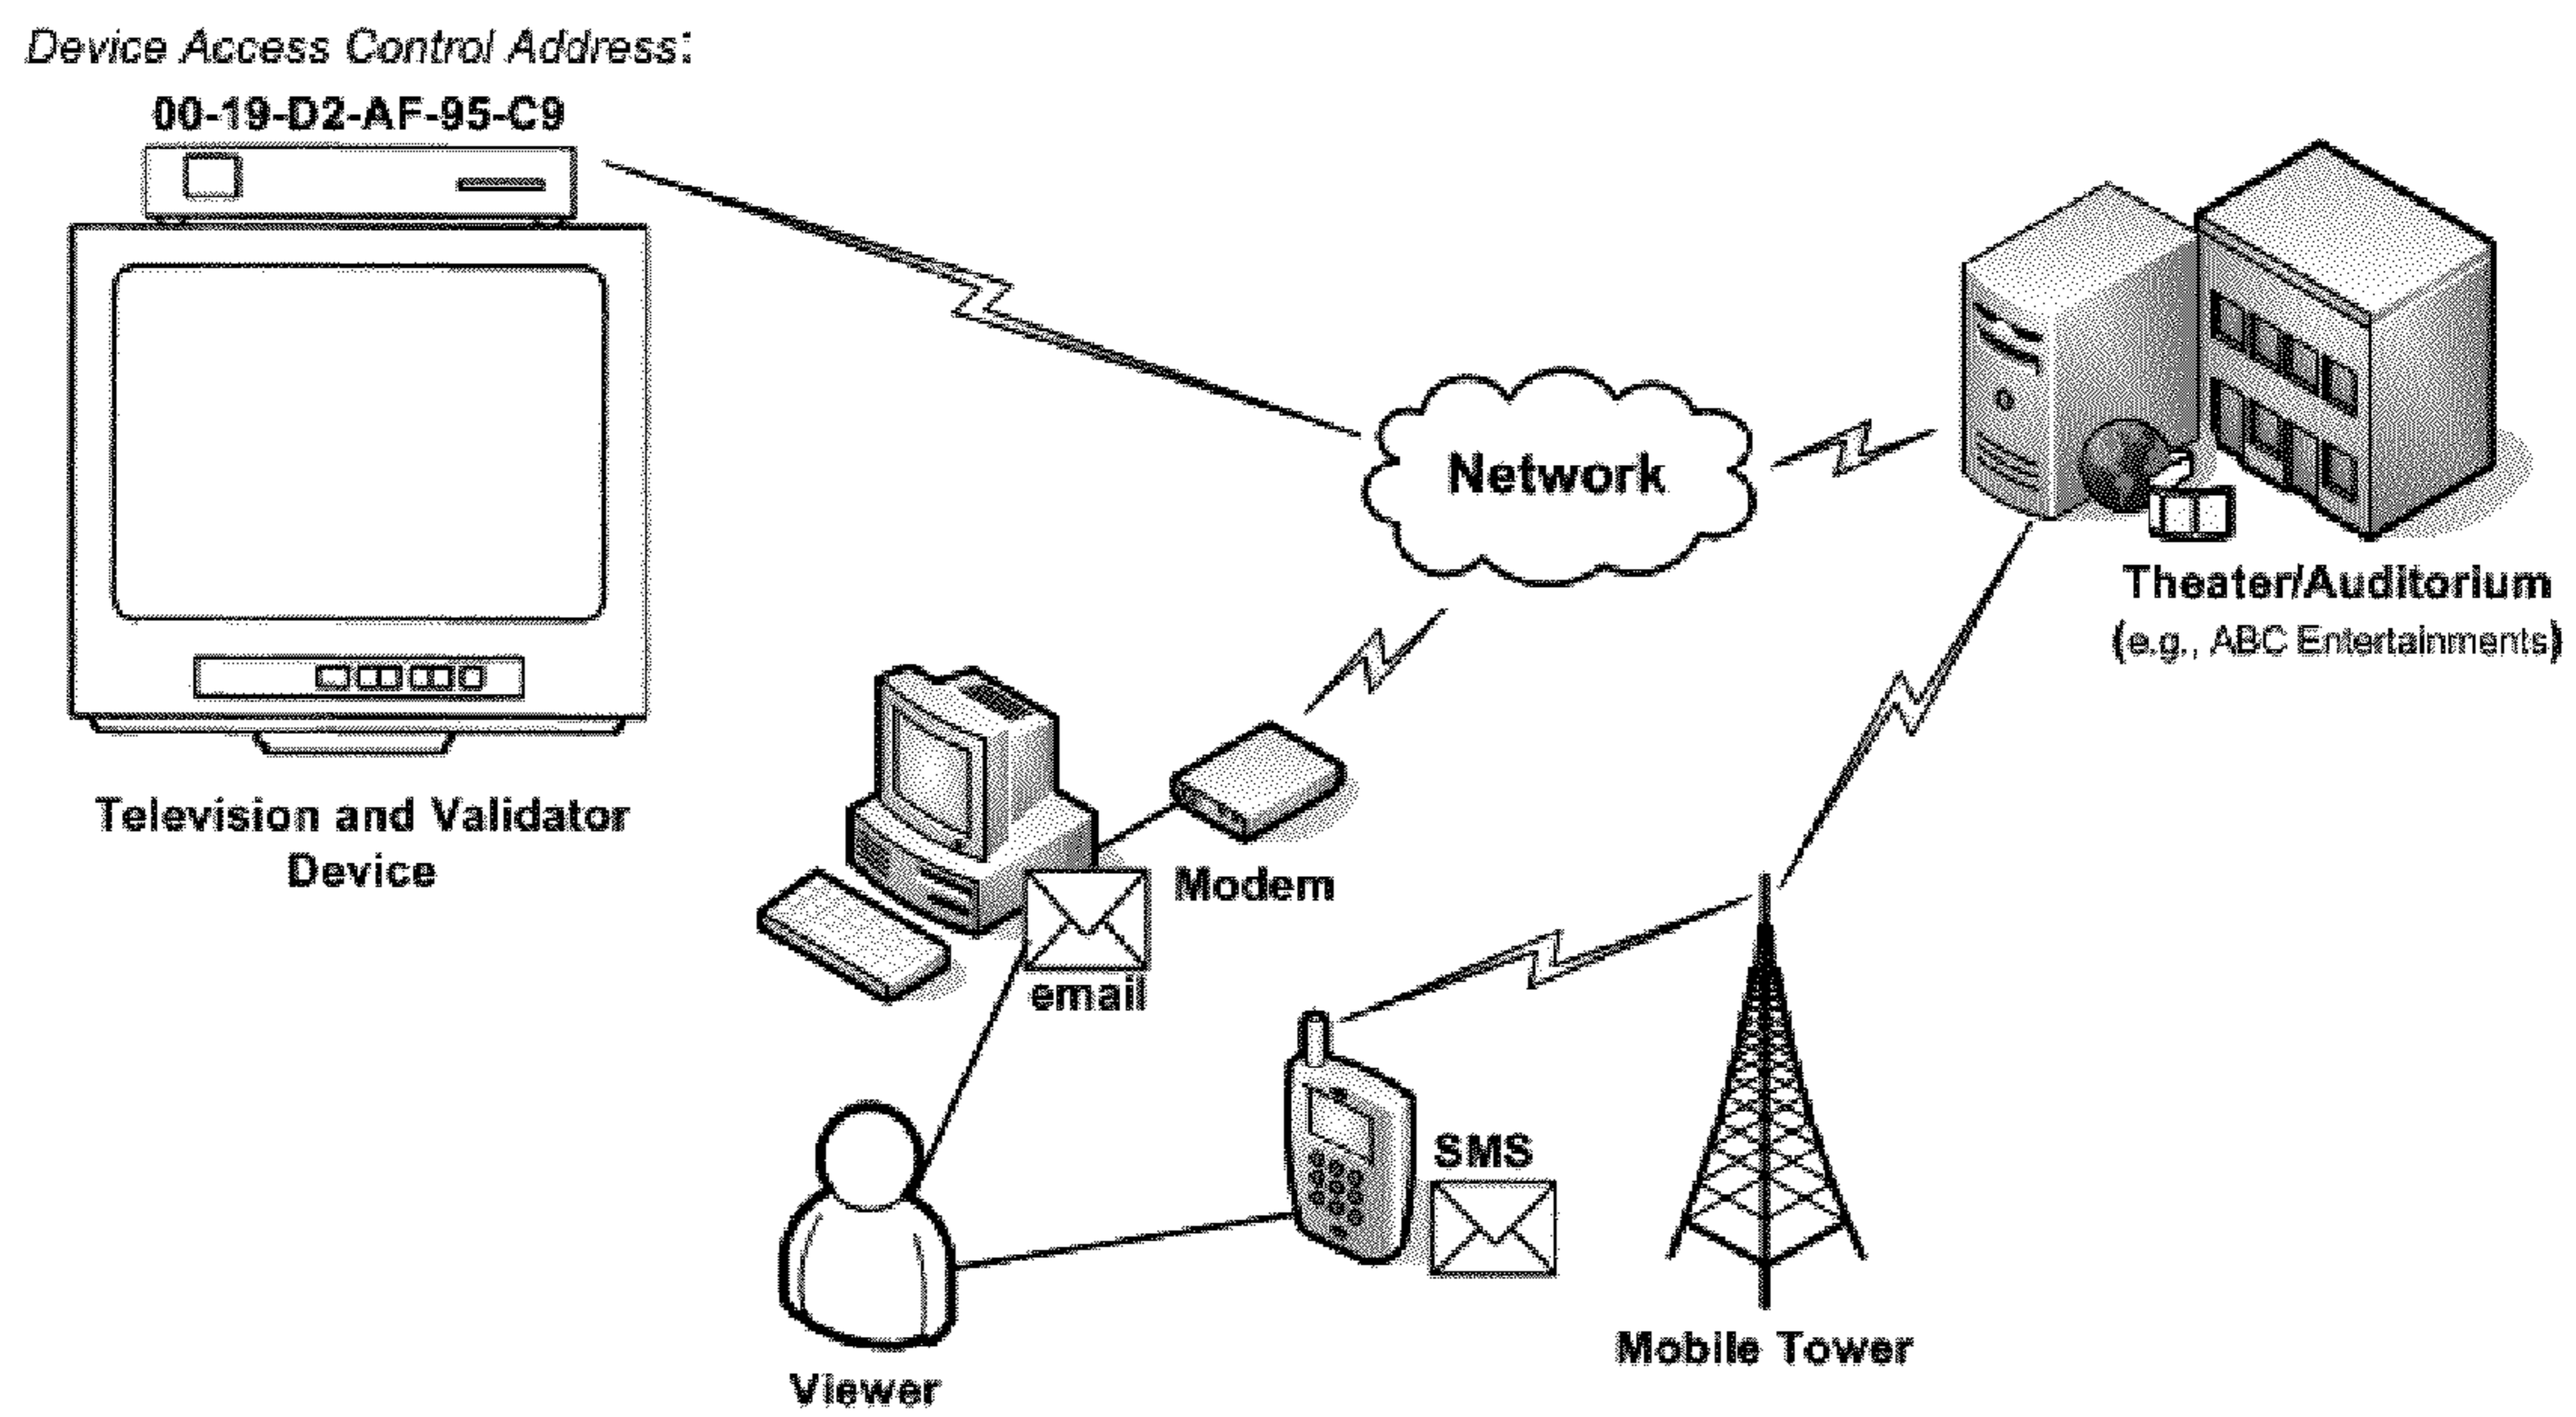 Device Access Control Address:
00-19-D2-AF-95-C9
Network
Theater/Auditorium
(e.g., ABC Entertainments)
Television and Validator
Device
Modem
email
SMS
Mobile Tower
Viewer